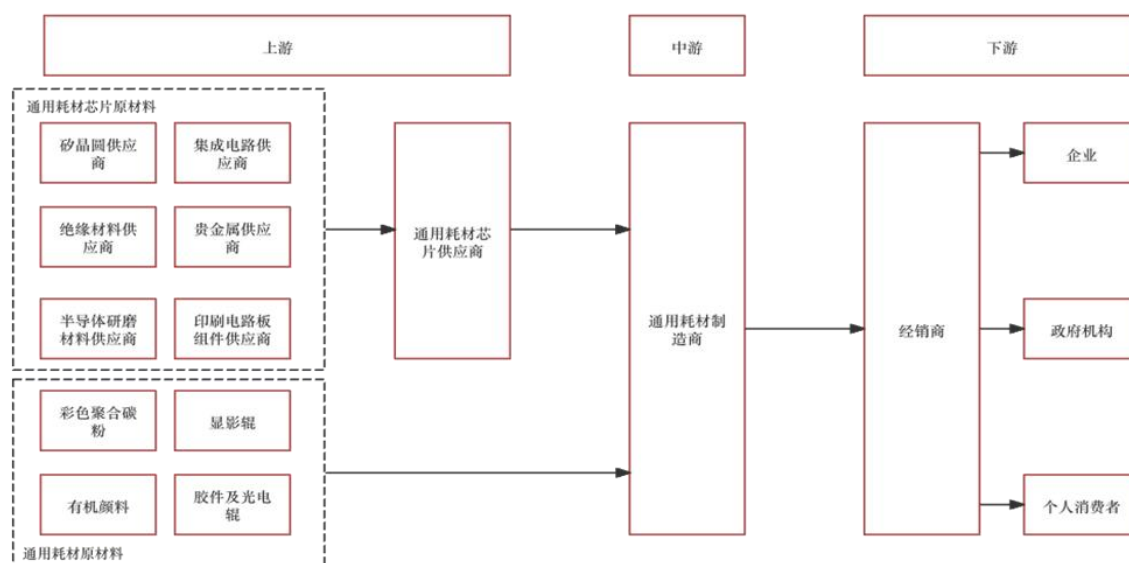 上游
中游
下游
通用耗材芯片原材料
矽晶圆供应
商
集成电路供
应商
绝缘材料供
应商
贵金属供应
商
半导体研磨
材料供应商
印刷电路板
组件供应商
通用耗材芯
片供应商
通用耗材制
造商
经销商
企业
政府机构
个人消费者
彩色聚合碳
粉
显影辊
有机颜料
胶件及光电
辊
通用耗材原材料